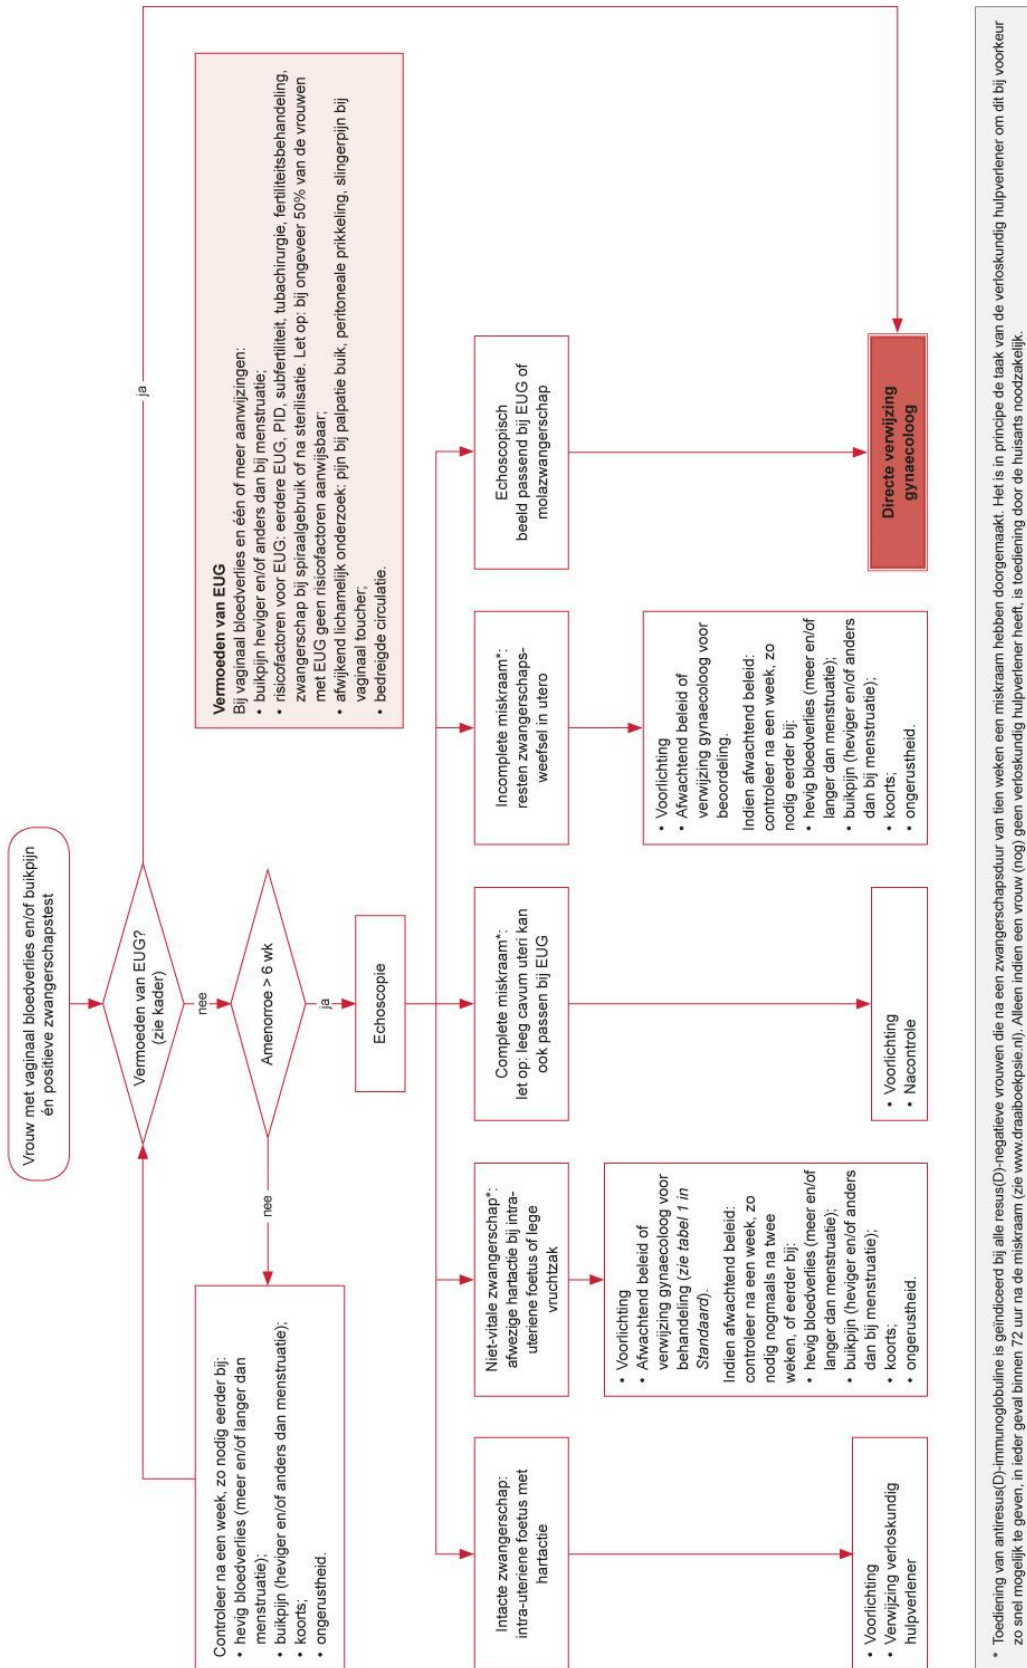 Vrouw met vaginaal bloedverlies en/of buikpijn
én positieve zwangerschapstest
Vermoeden van EUG?
(zie kader)
ja
nee
Amenorroe > 6 wk
nee
ja
Echoscopie
Controleer na een week, zo nodig eerder bij:
• hevig bloedverlies (meer en/of langer dan
menstruatie);
• buikpijn (heviger en/of anders dan menstruatie);
• koorts;
• ongerustheid.
Vermoeden van EUG
Bij vaginaal bloedverlies en één of meer aanwijzingen:
• buikpijn heviger en/of anders dan bij menstruatie;
• risicofactoren voor EUG: eerdere EUG, PID, subfertiliteit, tubachirurgie, fertiliteitsbehandeling,
zwangerschap bij spiraalgebruik of na sterilisatie. Let op: bij ongeveer 50% van de vrouwen
met EUG geen risicofactoren aanwijsbaar;
• afwijkend lichamelijk onderzoek: pijn bij palpatie buik, peritoneale prikkeling, slingerpijn bij
vaginaal toucher;
• bedreigde circulatie.
Intacte zwangerschap:
intra-uteriene foetus met
hartactie
Niet-vitale zwangerschap*:
afwezige hartactie bij intra-
uteriene foetus of lege
vruchtzak
Complete miskraam*:
let op: leeg cavum uteri kan
ook passen bij EUG
Incomplete miskraam*:
resten zwangerschaps-
weefsel in utero
Echoscopisch
beeld passend bij EUG of
molazwangerschap
• Voorlichting
• Verwijzing verloskundig
hulpverlener
• Voorlichting
• Afwachtend beleid of
verwijzing gynaecoloog voor
behandeling (zie tabel 1 in
Standaard).
Indien afwachtend beleid:
controleer na een week, zo
nodig nogmaals na twee
weken, of eerder bij:
• hevig bloedverlies (meer en/of
langer dan menstruatie);
• buikpijn (heviger en/of anders
dan bij menstruatie);
• koorts;
• ongerustheid.
• Voorlichting
• Nacontrole
• Voorlichting
• Afwachtend beleid of
verwijzing gynaecoloog voor
beoordeling.
Indien afwachtend beleid:
controleer na een week, zo
nodig eerder bij:
• hevig bloedverlies (meer en/of
langer dan menstruatie);
• buikpijn (heviger en/of anders
dan bij menstruatie);
• koorts;
• ongerustheid.
Directe verwijzing
gynaecoloog
* Toediening van antiresus(D)-immunoglobuline is geïndiceerd bij alle resus(D)-negatieve vrouwen die na een zwangerschapsduur van tien weken een miskraam hebben doorgemaakt. Het is in principe de taak van de verloskundig hulpverlener om dit bij voorkeur
zo snel mogelijk te geven, in ieder geval binnen 72 uur na de miskraam (zie www.draaiboekpsie.nl). Alleen indien een vrouw (nog) geen verloskundig hulpverlener heeft, is toediening door de huisarts noodzakelijk.